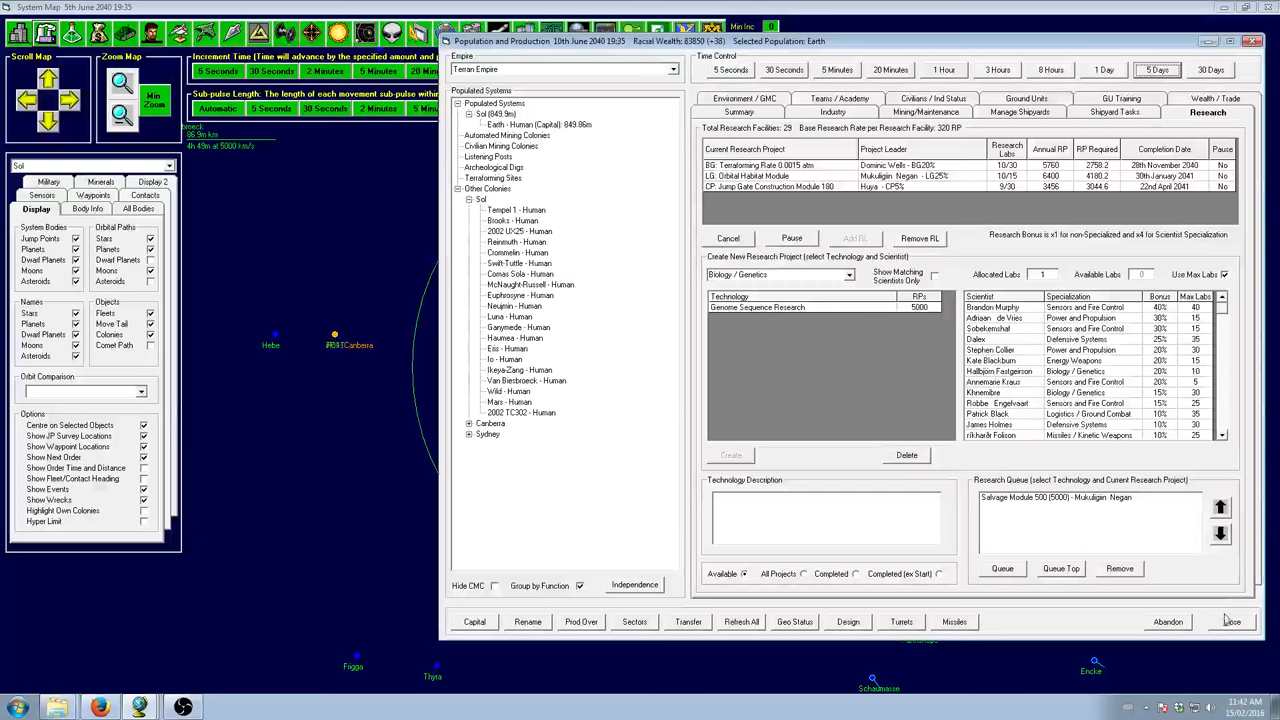 System Map 5th June 2040 19:35
Min Inc 0
Scroll Map
Zoom Map
Min
Zoom
Increment Time (Time will advance by the specified amount and
5 Seconds 30 Seconds 2 Minutes 5 Minutes 20
Sub-pulse Length: The length of each movement sub-pulse within
Automatic 5 Seconds 30 Seconds 2 Minutes 5
broeck
86.9m km
4h 49m at 5000 km/s
Sol
Military Minerals Display 2
Sensors Waypoints Contacts
Display Body Info All Bodies
System Bodies Orbital Paths
Jump Points Stars
Planets Planets
Dwarf Planets Dwarf Planets
Moons Moons
Asteroids Asteroids
Names Objects
Stars Fleets
Planets Move Tail
Dwarf Planets Colonies
Moons Comet Path
Asteroids
Orbit Comparison
Options
Centre on Selected Objects
Show JP Survey Locations
Show Waypoint Locations
Show Next Order
Show Order Time and Distance
Show Fleet/Contact Heading
Show Events
Show Wrecks
Highlight Own Colonies
Hyper Limit
Hebe
Canberra
Frigga
Thyra
Schaumasse
Encke
Population and Production 10th June 2040 19:35 Racial Wealth: 83850 (+38) Selected Population: Earth
Empire
Terran Empire
Populated Systems
Populated Systems
Sol (849.9m)
Earth - Human (Capital): 849.86m
Automated Mining Colonies
Civilian Mining Colonies
Listening Posts
Archeological Digs
Terraforming Sites
Other Colonies
Sol
Tempel 1 - Human
Brooks - Human
2002 UX25 - Human
Reinmuth - Human
Crommelin - Human
Swift-Tuttle - Human
Comas Sola - Human
McNaught-Russell - Human
Euphrosyne - Human
Neujmin - Human
Luna - Human
Ganymede - Human
Haumea - Human
Eris - Human
Io - Human
Ikeya-Zang - Human
Van Biesbroeck - Human
Wild - Human
Mars - Human
2002 TC302 - Human
Canberra
Sydney
Hide CMC Group by Function Independence
Time Control
5 Seconds 30 Seconds 5 Minutes 20 Minutes 1 Hour 3 Hours 8 Hours 1 Day 5 Days 30 Days
Environment / GMC Teams / Academy Civilians / Ind Status Ground Units GU Training Wealth / Trade
Summary Industry Mining/Maintenance Manage Shipyards Shipyard Tasks Research
Total Research Facilities: 29 Base Research Rate per Research Facility: 320 RP
Current Research Project Project Leader Research Labs Annual RP RP Required Completion Date Pause
BG: Terraforming Rate 0.0015 atm Dominic Wells - BG20% 10/30 5760 2758.2 28th November 2040 No
LG: Orbital Habitat Module Mukuligin Negan - LG25% 10/15 6400 4180.2 30th January 2041 No
CP: Jump Gate Construction Module 180 Huya - CP5% 9/30 3456 3044.6 22nd April 2041 No
Cancel Pause Add RL Remove RL Research Bonus is x1 for non-Specialized and x4 for Scientist Specialization
Create New Research Project (select Technology and Scientist)
Biology / Genetics Show Matching Scientists Only Allocated Labs 1 Available Labs 0 Use Max Labs
Technology RPs
Genome Sequence Research 5000
Scientist Specialization Bonus Max Labs
Brandon Murphy Sensors and Fire Control 40% 40
Adriaan de Vries Power and Propulsion 30% 15
Sobekemshaf Sensors and Fire Control 30% 15
Dalex Defensive Systems 25% 35
Stephen Collier Power and Propulsion 20% 30
Kate Blackburn Energy Weapons 20% 15
Hallbjörn Fastgeirson Biology / Genetics 20% 10
Annemarie Kraus Sensors and Fire Control 20% 5
Khnemibre Biology / Genetics 15% 30
Robbe Engelvaart Sensors and Fire Control 15% 25
Patrick Black Logistics / Ground Combat 10% 35
James Holmes Defensive Systems 10% 30
ríkharðr Folison Missiles / Kinetic Weapons 10% 25
Create Delete
Technology Description
Research Queue (select Technology and Current Research Project)
Salvage Module 500 (5000) - Mukuligin Negan
Available All Projects Completed Completed (ex Start)
Queue Queue Top Remove
Capital Rename Prod Over Sectors Transfer Refresh All Geo Status Design Turrets Missiles Abandon
11:42 AM
15/02/2016